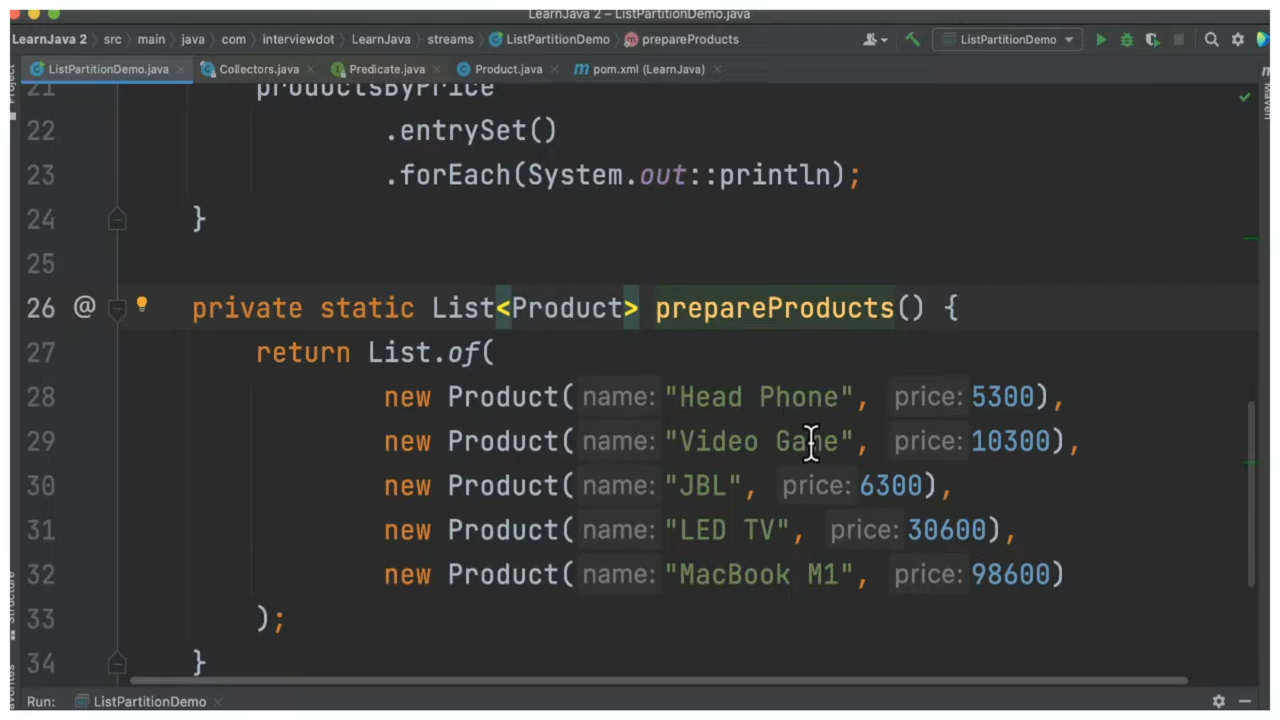 LearnJava 2 – ListPartitionDemo.java
LearnJava 2 src main java com interviewdot LearnJava streams ListPartitionDemo prepareProducts ListPartitionDemo
ListPartitionDemo.java Collectors.java Predicate.java Product.java pom.xml (LearnJava)
Maven
21 productsByPrice
22 .entrySet()
23 .forEach(System.out::println);
24 }
25
26 @ private static List<Product> prepareProducts() {
27 return List.of(
28 new Product( name: "Head Phone", price: 5300),
29 new Product( name: "Video Game", price: 10300),
30 new Product( name: "JBL", price: 6300),
31 new Product( name: "LED TV", price: 30600),
32 new Product( name: "MacBook M1", price: 98600)
33 );
34 }
Structure
Run: ListPartitionDemo